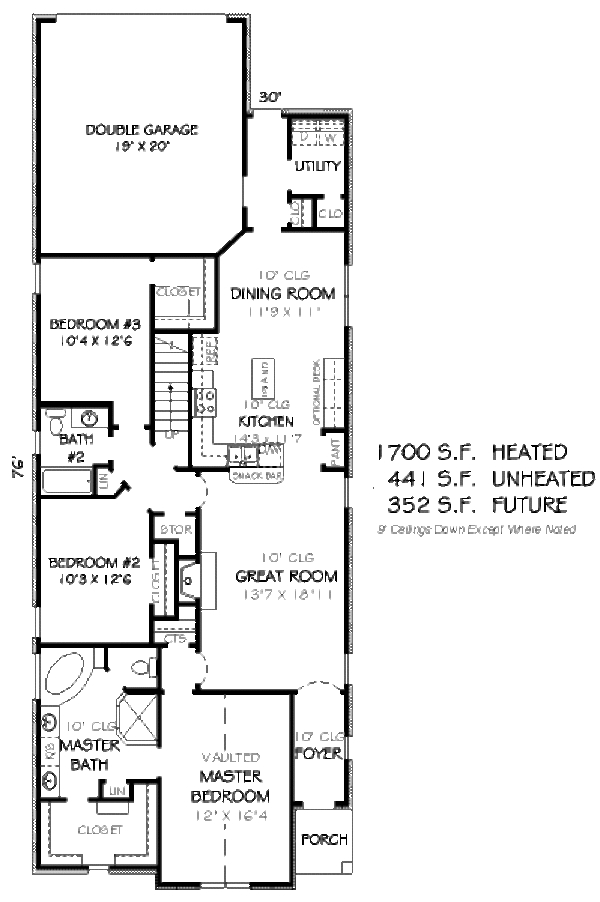 30'
DOUBLE GARAGE
19' X 20'
D W
UTILITY
CLO
CLO
10' CLG
DINING ROOM
11'9 X 11'
CLOSET
BEDROOM #3
10'4 X 12'6
REF
ISLAND
OPTIONAL DESK
10' CLG
KITCHEN
14'3 X 11'7
UP
BATH
#2
LIN
D/W
PANT
SNACK BAR
76'
1700 S.F. HEATED
441 S.F. UNHEATED
352 S.F. FUTURE
9' Ceilings Down Except Where Noted
STOR
BEDROOM #2
10'3 X 12'6
CLOSET
10' CLG
GREAT ROOM
13'7 X 18'11
CTS
10' CLG
MASTER
BATH
K/S
LIN
CLOSET
VAULTED
MASTER
BEDROOM
12' X 16'4
10' CLG
FOYER
PORCH